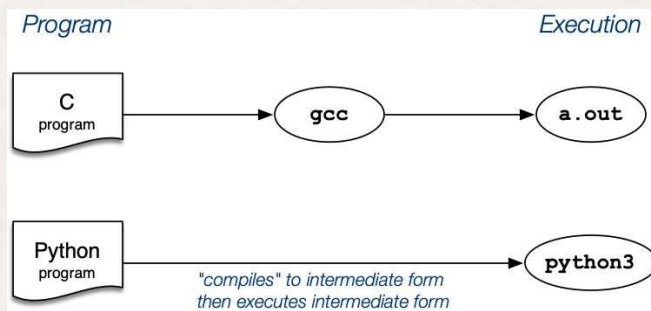 Program
Execution
C
program
gcc
a.out
Python
program
"compiles" to intermediate form
then executes intermediate form
python3